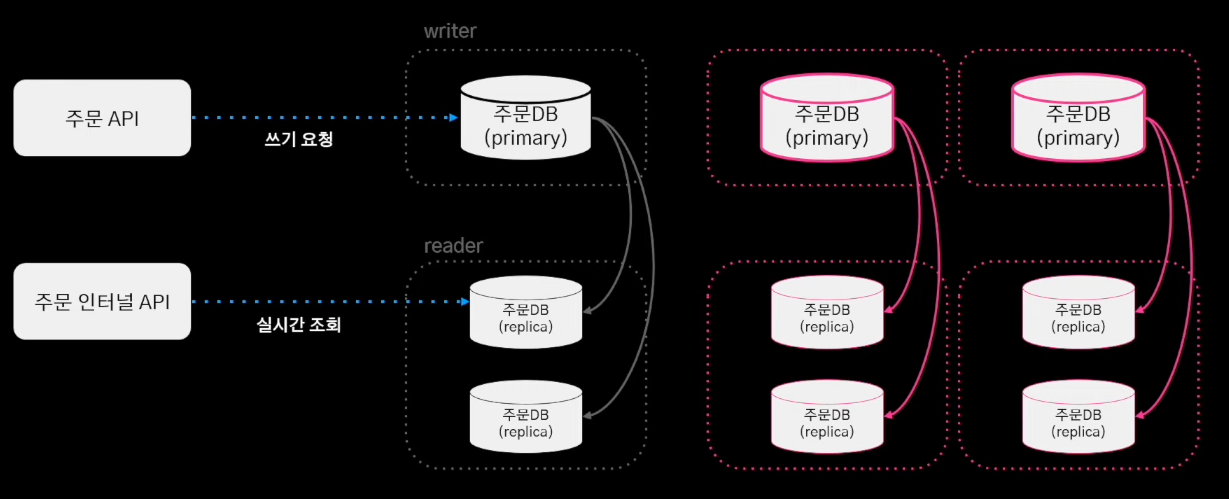 writer
주문 API
쓰기 요청
주문DB
(primary)
주문DB
(primary)
주문DB
(primary)
reader
주문 인터널 API
실시간 조회
주문DB
(replica)
주문DB
(replica)
주문DB
(replica)
주문DB
(replica)
주문DB
(replica)
주문DB
(replica)